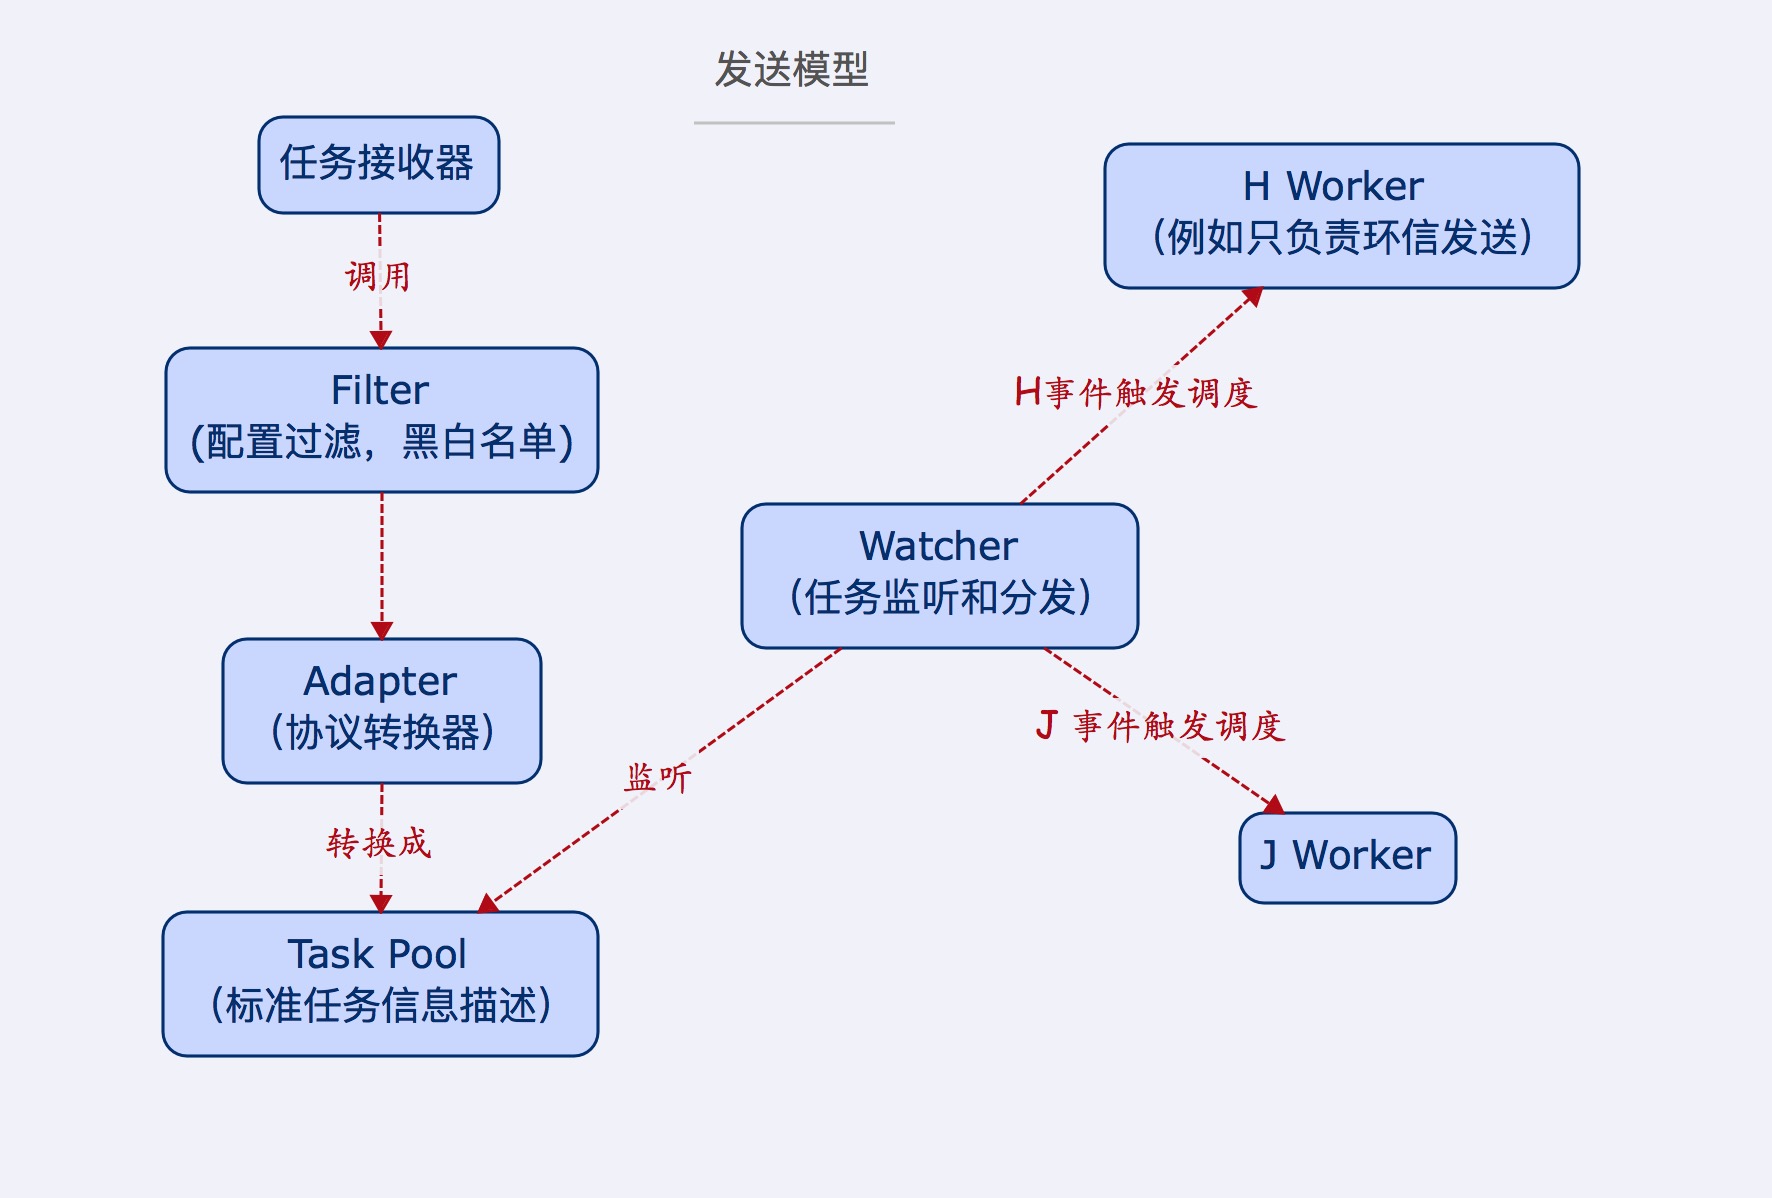 发送模型
任务接收器
调用
Filter
(配置过滤，黑白名单)
Adapter
(协议转换器)
转换成
Task Pool
(标准任务信息描述)
监听
Watcher
(任务监听和分发)
H事件触发调度
H Worker
(例如只负责环信发送)
J 事件触发调度
J Worker